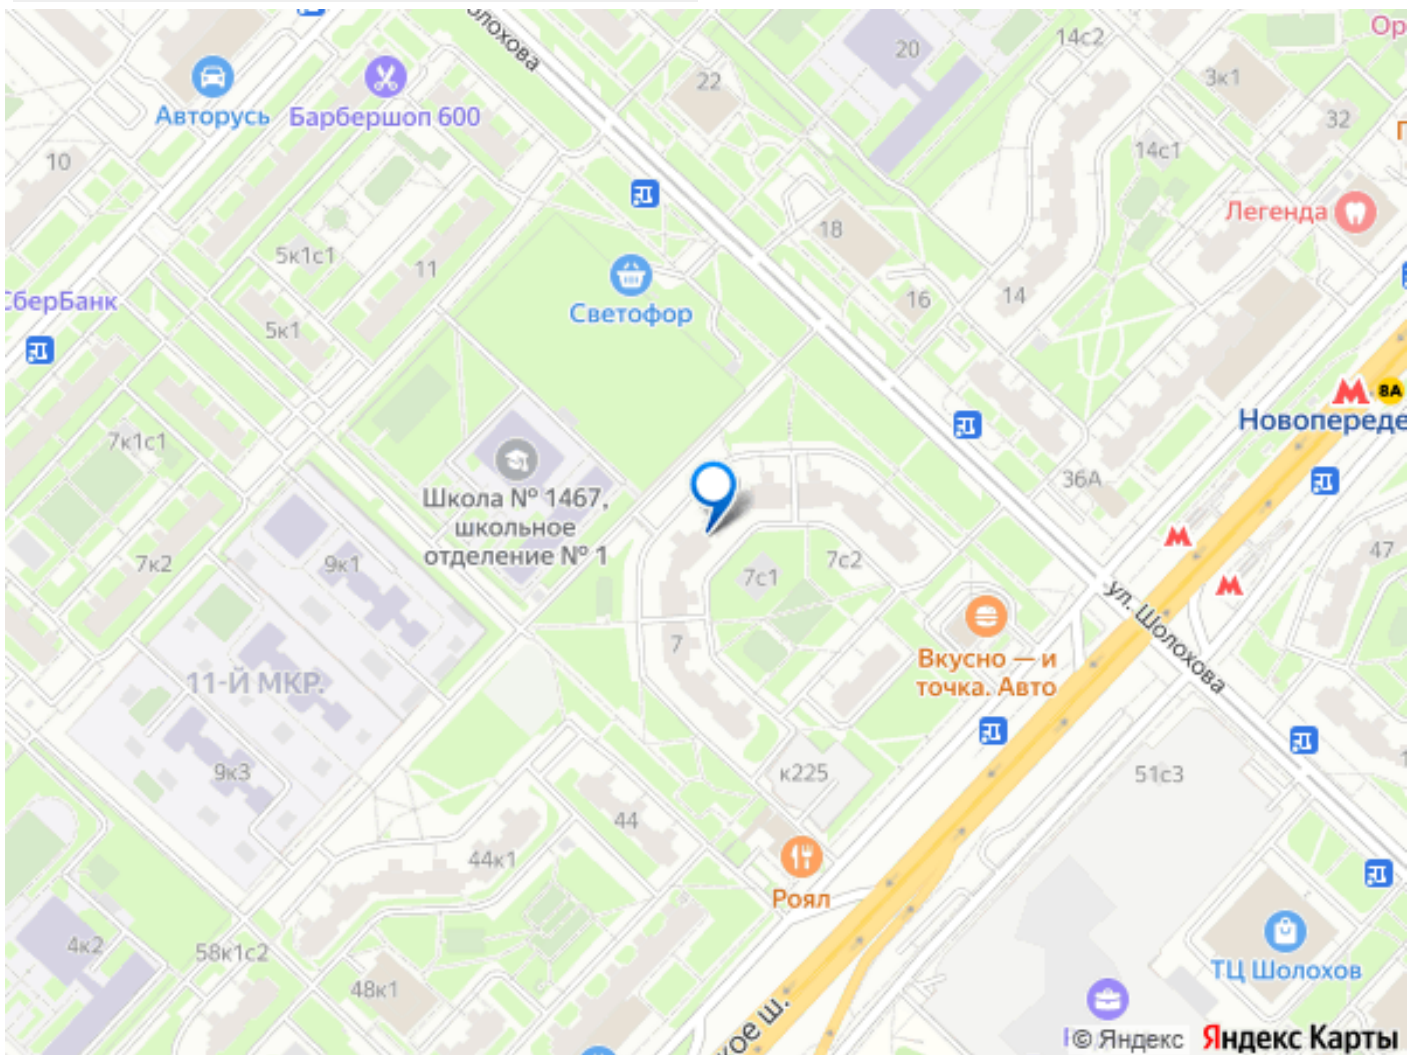 олохова
14с2
Ор
20
Авторусь
Барбершоп 600
22
3к1
32
10
14с1
Легенда
18
5к1с1
11
СберБанк
5к1
Светофор
16
14
8А
Новопереде
7к1с1
36А
Школа № 1467,
школьное
отделение № 1
47
7к2
9к1
7с1
7с2
ул. Шолохова
7
Вкусно — и
точка. Авто
11-Й МКР.
9к3
к225
51с3
44
44к1
Роял
4к2
58к1с2
48к1
ТЦ Шолохов
кое ш.
© Яндекс
Яндекс Карты